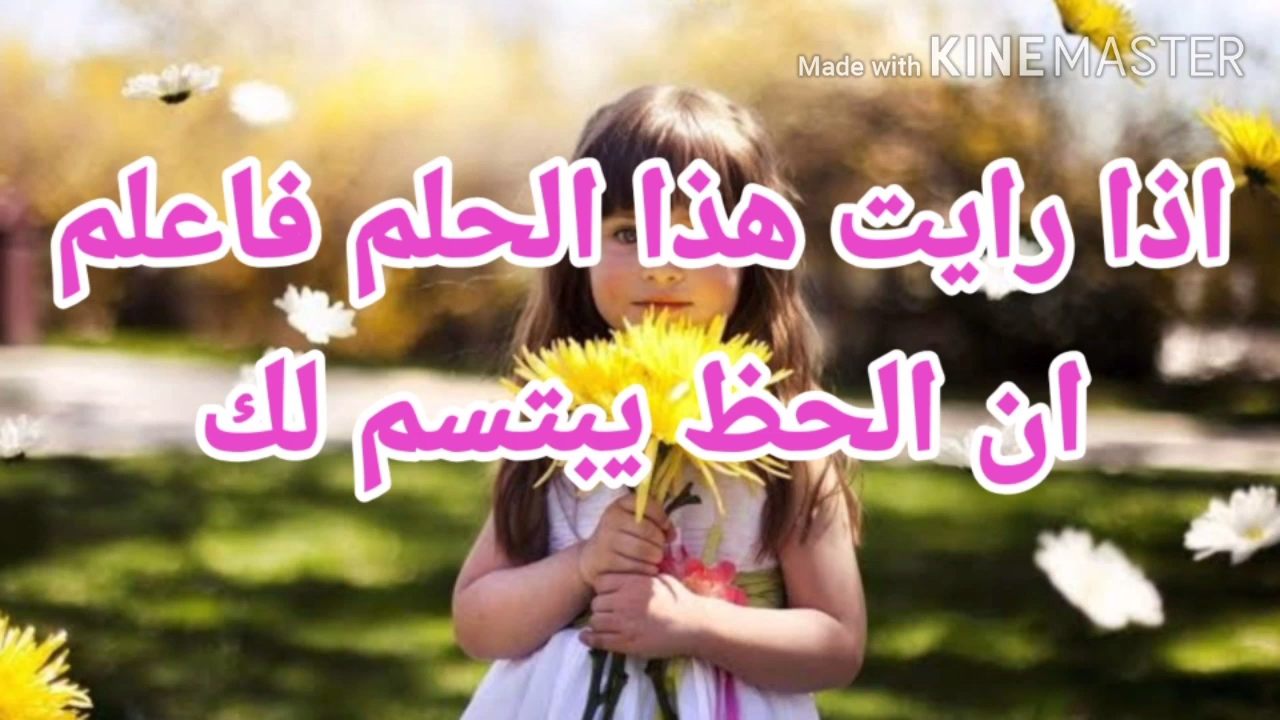 Made with KINEMASTER
اذا رايت هذا الحلم فاعلم
ان الحظ يبتسم لك